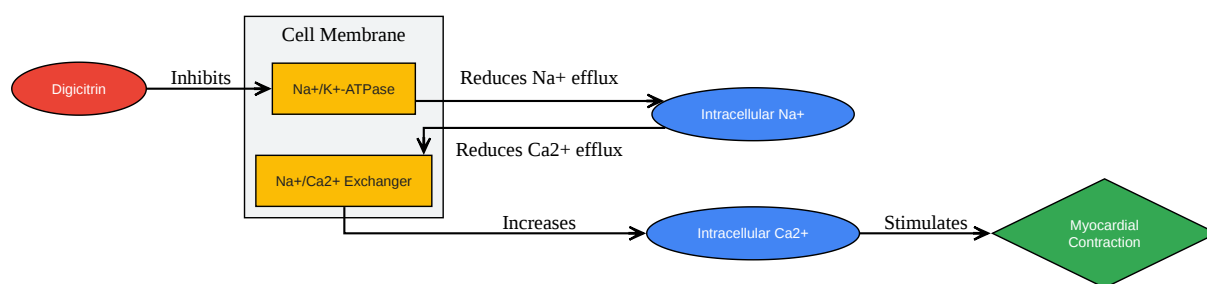 Cell Membrane
Digicitrin
Inhibits
Na+/K+-ATPase
Reduces Na+ efflux
Intracellular Na+
Reduces Ca2+ efflux
Na+/Ca2+ Exchanger
Increases
Intracellular Ca2+
Stimulates
Myocardial
Contraction